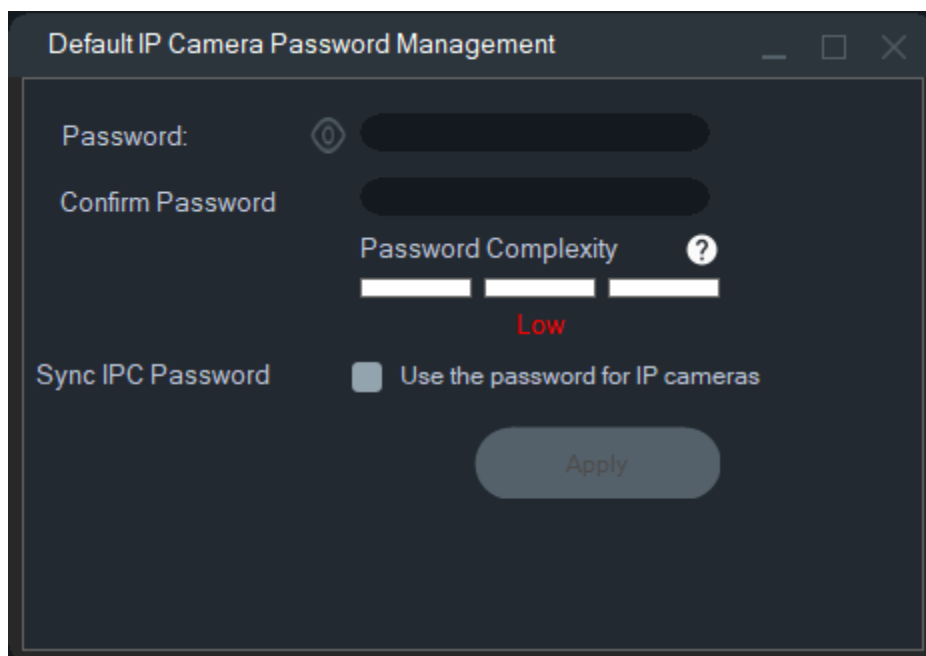 Default IP Camera Password Management
Password:
Confirm Password
Password Complexity ?
Low
Sync IPC Password Use the password for IP cameras
Apply